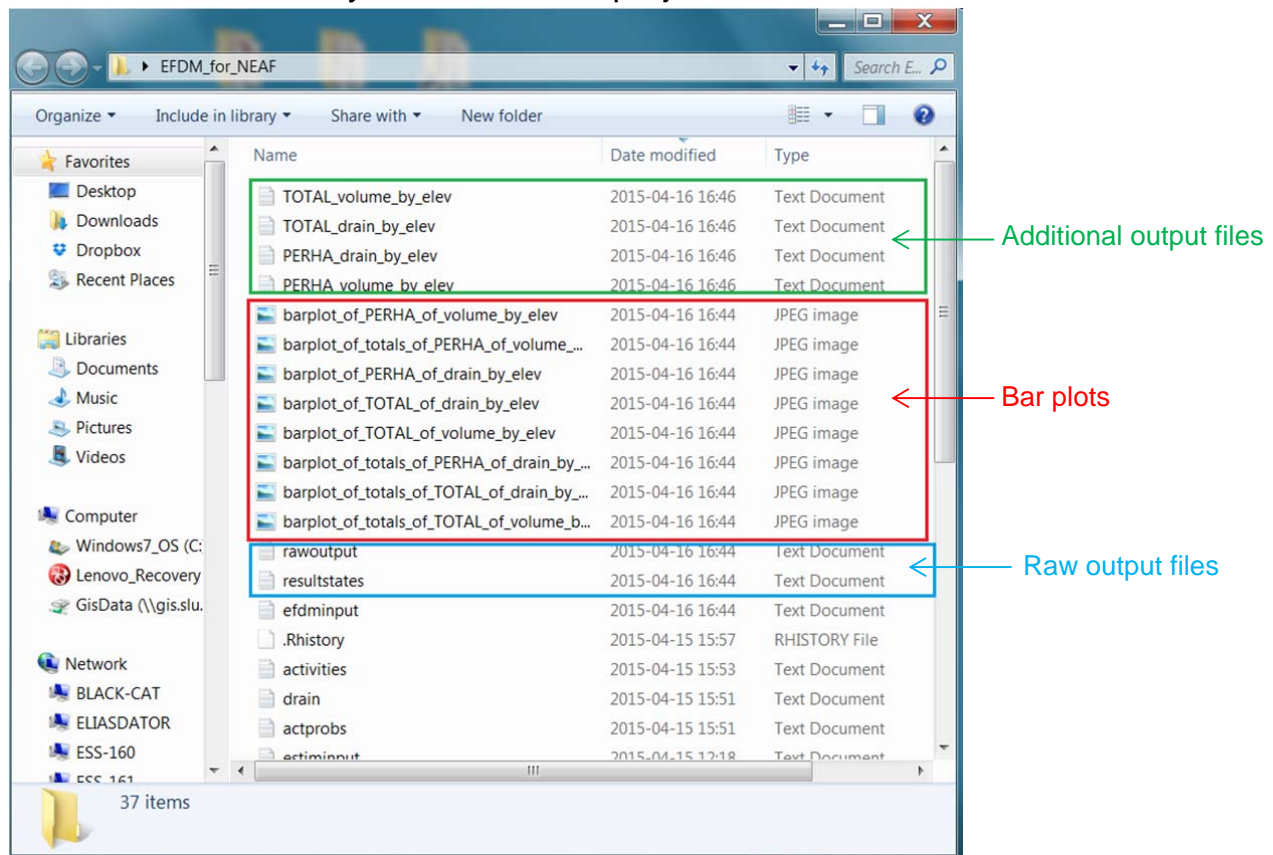 EFDM_for_NEAF
Search E...
Organize
Include in library
Share with
New folder
Name
Date modified
Type
Favorites
Desktop
Downloads
Dropbox
Recent Places
Libraries
Documents
Music
Pictures
Videos
Computer
Windows7_OS (C:
Lenovo_Recovery
GisData (\\gis.slu.
Network
BLACK-CAT
ELIASDATOR
ESS-160
ESS-161
TOTAL_volume_by_elev 2015-04-16 16:46 Text Document
TOTAL_drain_by_elev 2015-04-16 16:46 Text Document
PERHA_drain_by_elev 2015-04-16 16:46 Text Document
PERHA_volume_by_elev 2015-04-16 16:46 Text Document
barplot_of_PERHA_of_volume_by_elev 2015-04-16 16:44 JPEG image
barplot_of_totals_of_PERHA_of_volume_... 2015-04-16 16:44 JPEG image
barplot_of_PERHA_of_drain_by_elev 2015-04-16 16:44 JPEG image
barplot_of_TOTAL_of_drain_by_elev 2015-04-16 16:44 JPEG image
barplot_of_TOTAL_of_volume_by_elev 2015-04-16 16:44 JPEG image
barplot_of_totals_of_PERHA_of_drain_by_... 2015-04-16 16:44 JPEG image
barplot_of_totals_of_TOTAL_of_drain_by_... 2015-04-16 16:44 JPEG image
barplot_of_totals_of_TOTAL_of_volume_b... 2015-04-16 16:44 JPEG image
rawoutput 2015-04-16 16:44 Text Document
resultstates 2015-04-16 16:44 Text Document
efdminput 2015-04-16 16:44 Text Document
.Rhistory 2015-04-15 15:57 RHISTORY File
activities 2015-04-15 15:53 Text Document
drain 2015-04-15 15:51 Text Document
actprobs 2015-04-15 15:51 Text Document
estiminput 2015-04-15 12:18 Text Document
37 items
Additional output files
Bar plots
Raw output files